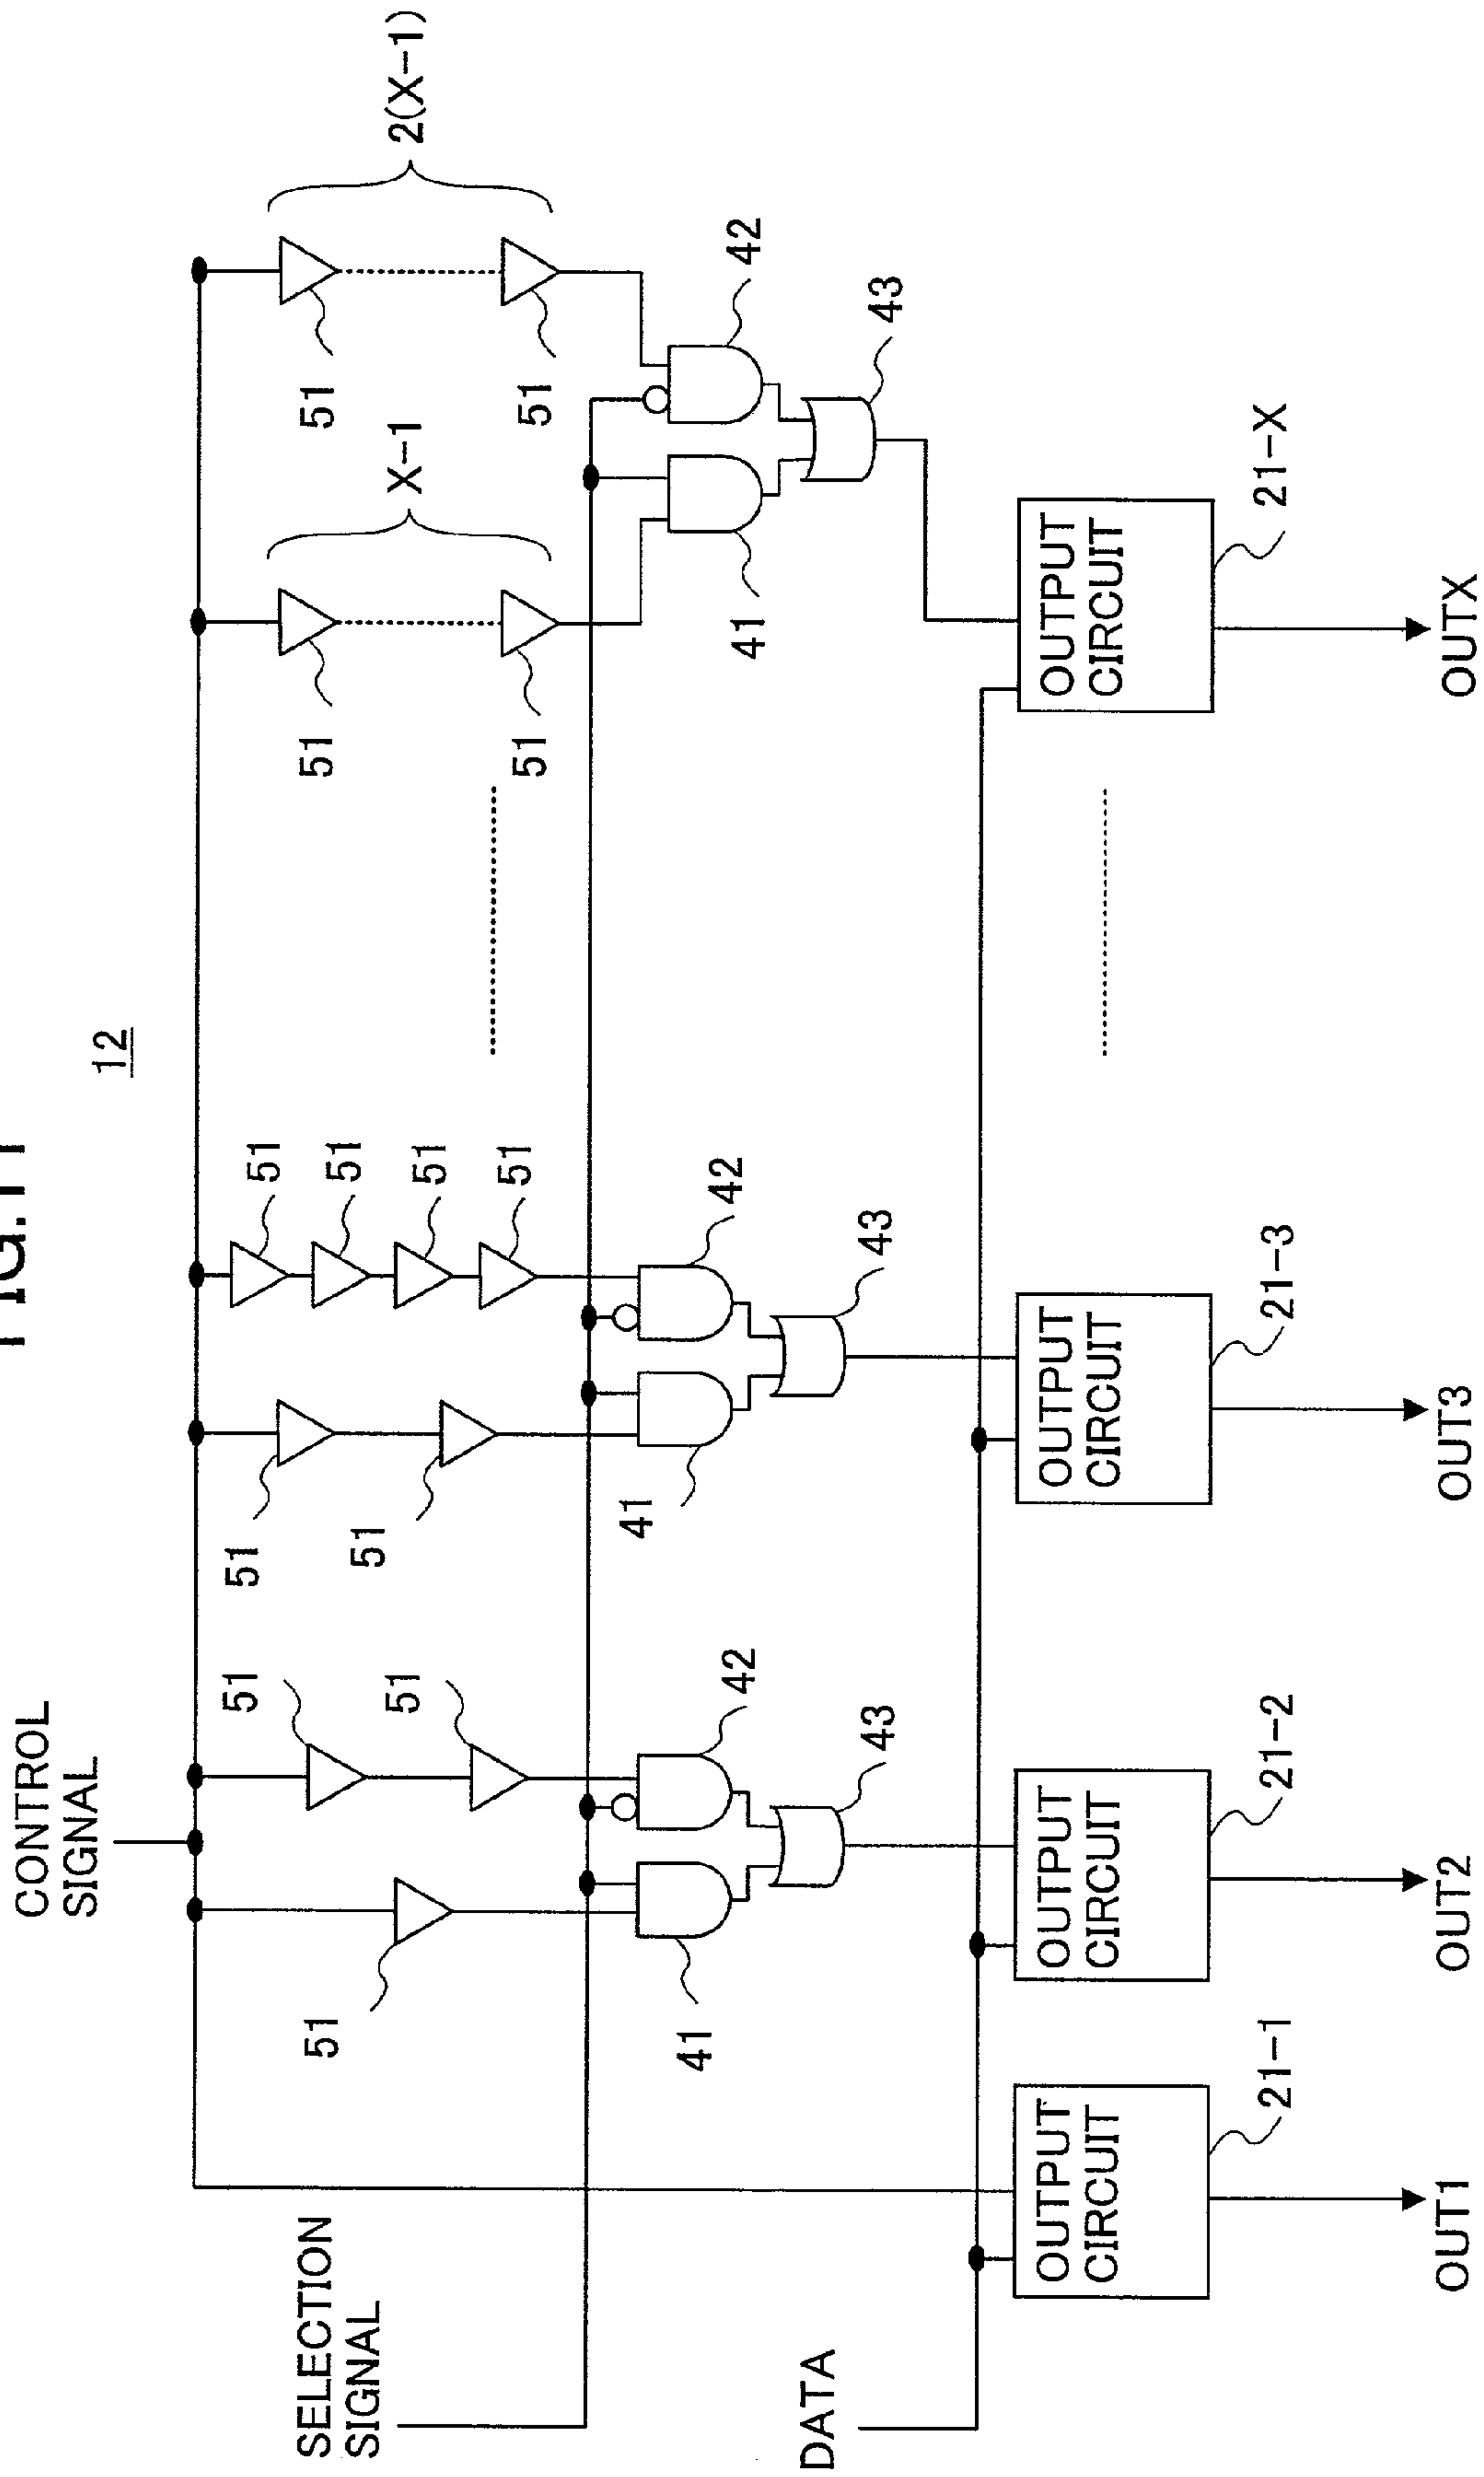 FIG.11
12
CONTROL
SIGNAL
SELECTION
SIGNAL
DATA
51
51
51
51
51
51
51
51
51
51
51
51
51
X-1
2(X-1)
41
42
43
41
42
43
41
42
43
OUTPUT
CIRCUIT
21-1
OUTPUT
CIRCUIT
21-2
OUTPUT
CIRCUIT
21-3
OUTPUT
CIRCUIT
21-X
OUT1
OUT2
OUT3
OUTX